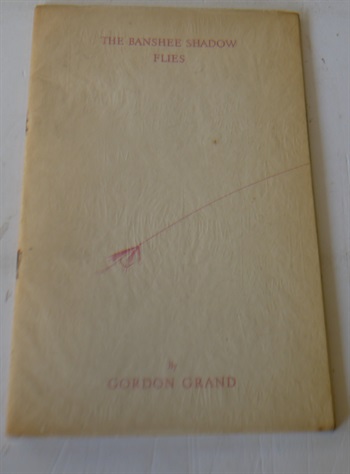 THE BANSHEE SHADOW
FLIES
By
GORDON GRAND